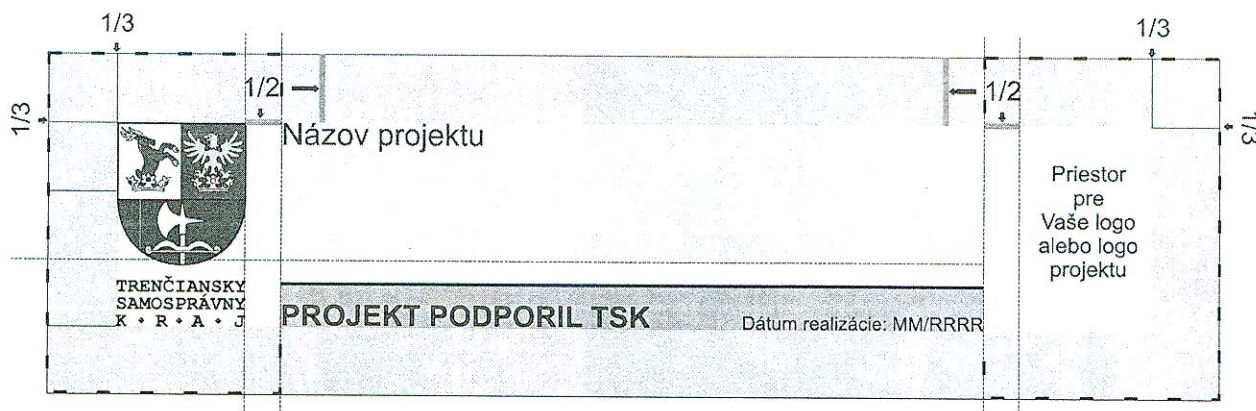 1/3
1/3
1/2
1/2
1/3
1/3
Názov projektu
Priestor
pre
Vaše logo
alebo logo
projektu
TRENČIANSKY
SAMOSPRÁVNY
K · R · A · J
PROJEKT PODPORIL TSK
Dátum realizácie: MM/RRRR